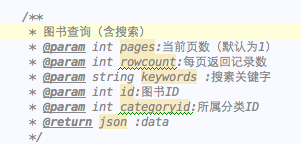 /**
* 图书查询（含搜索）
* @param int pages:当前页数（默认为1）
* @param int rowcount:每页返回记录数
* @param string keywords :搜素关键字
* @param int id:图书ID
* @param int categoryid:所属分类ID
* @return json :data
*/